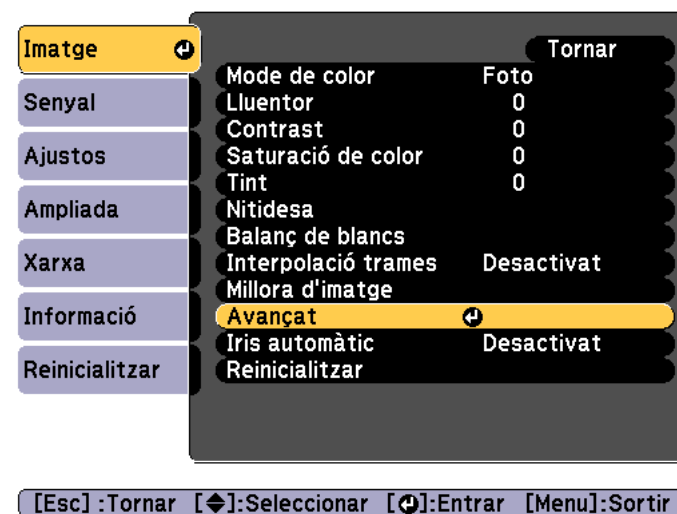 Imatge
Senyal
Ajustos
Ampliada
Xarxa
Informació
Reinicialitzar
Tornar
Mode de color Foto
Lluentor 0
Contrast 0
Saturació de color 0
Tint 0
Nitidesa
Balanç de blancs
Interpolació trames Desactivat
Millora d'imatge
Avançat
Iris automàtic Desactivat
Reinicialitzar
[Esc] :Tornar [◆]:Seleccionar [⏎]:Entrar [Menu]:Sortir